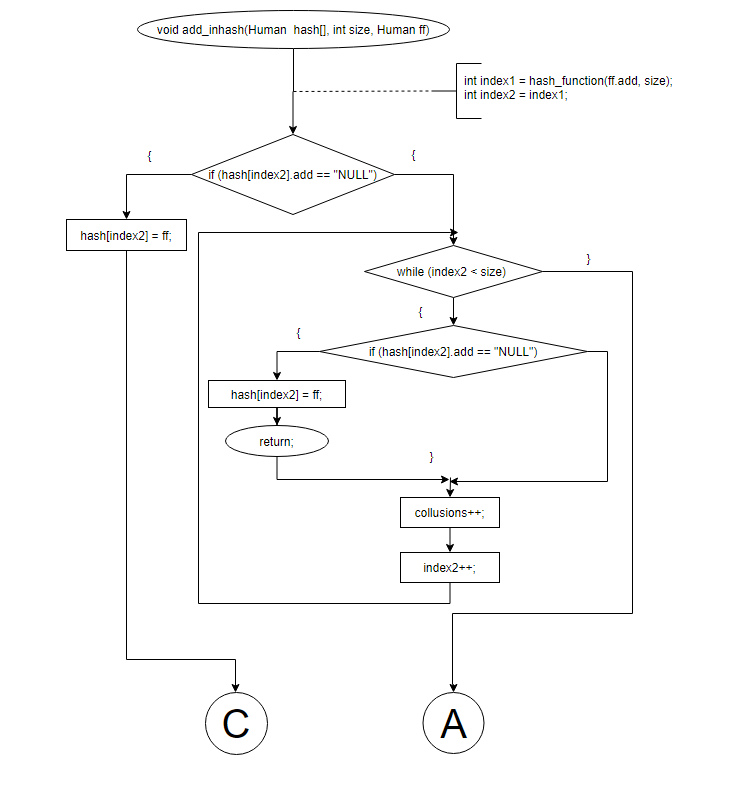 void add_inhash(Human hash[], int size, Human ff)
int index1 = hash_function(ff.add, size);
int index2 = index1;
{
{
if (hash[index2].add == "NULL")
hash[index2] = ff;
while (index2 < size)
}
{
{
if (hash[index2].add == "NULL")
hash[index2] = ff;
return;
}
collusions++;
index2++;
C
A